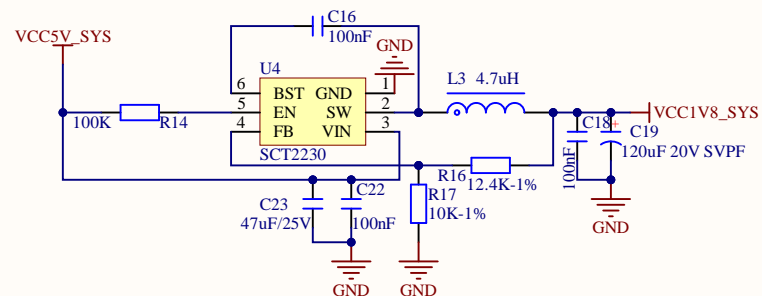 C16
VCC5V_SYS
100nF
GND
U4
L3 4.7uH
6 BST GND 1
5 EN SW 2
4 FB VIN 3
100K
R14
SCT2230
C18
100nF
C19
+
120uF 20V SVPF
VCC1V8_SYS
R16
12.4K-1%
R17
10K-1%
C23
47uF/25V
C22
100nF
GND
GND
GND